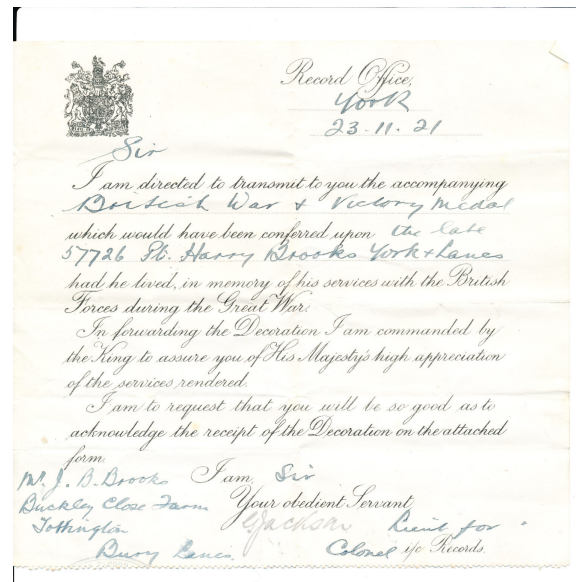 Record Office,
York
23.11.21
Sir
I am directed to transmit to you the accompanying
British War & Victory Medal
which would have been conferred upon the late
57726 Pt. Harry Brooks York & Lancs
had he lived, in memory of his services with the British
Forces during the Great War.
In forwarding the Decoration I am commanded by
the King to assure you of His Majesty's high appreciation
of the services rendered.
I am to request that you will be so good as to
acknowledge the receipt of the Decoration on the attached
form.
I am, Sir
Your obedient Servant,
G Jackson Lieut for
Colonel i/c Records.
Mr. J. B. Brooks
Buckley Close Farm
Tottington
Bury Lancs.